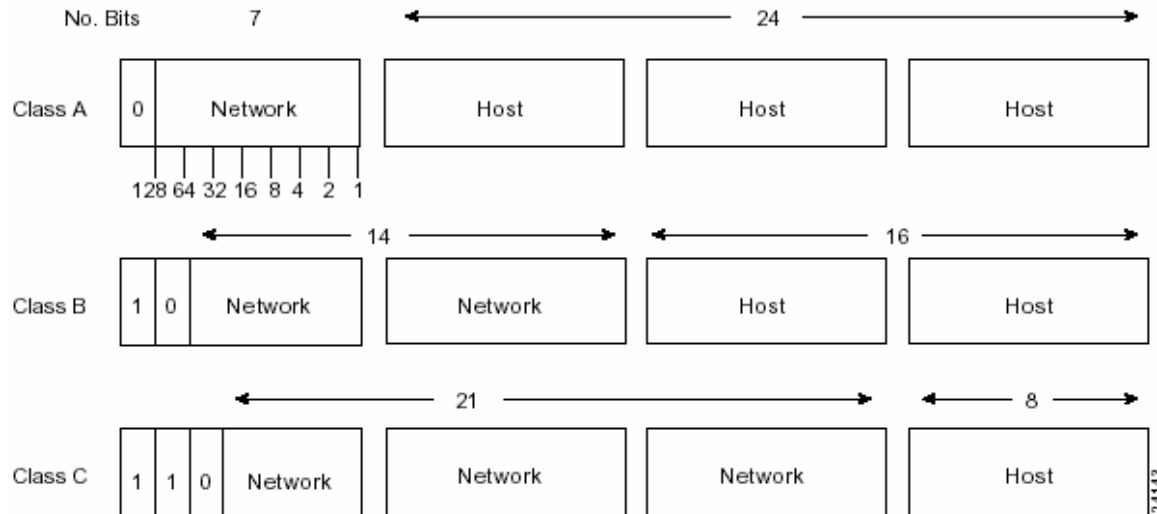 No. Bits 7 24
Class A 0 Network Host Host Host
128 64 32 16 8 4 2 1
14 16
Class B 1 0 Network Network Host Host
21 8
Class C 1 1 0 Network Network Network Host